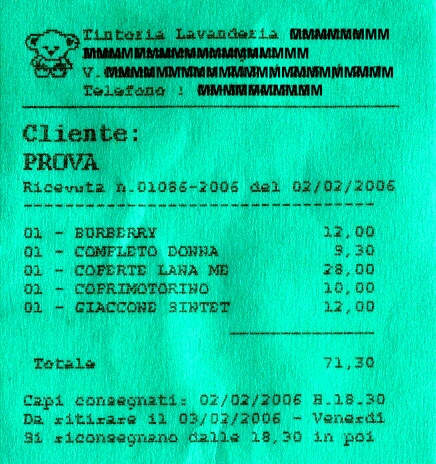 Tintoria Lavanderia
V.
Telefono :
Cliente:
PROVA
Ricevuta n.01086-2006 del 02/02/2006
01 - BURBERRY 12,00
01 - COMPLETO DONNA 9,30
01 - COPERTE LANA ME 28,00
01 - COPRIMOTORINO 10,00
01 - GIACCONE SINTET 12,00
Totale 71,30
Capi consegnati: 02/02/2006 H.18.30
Da ritirare il 03/02/2006 - Venerdì
Si riconsegnano dalle 18,30 in poi